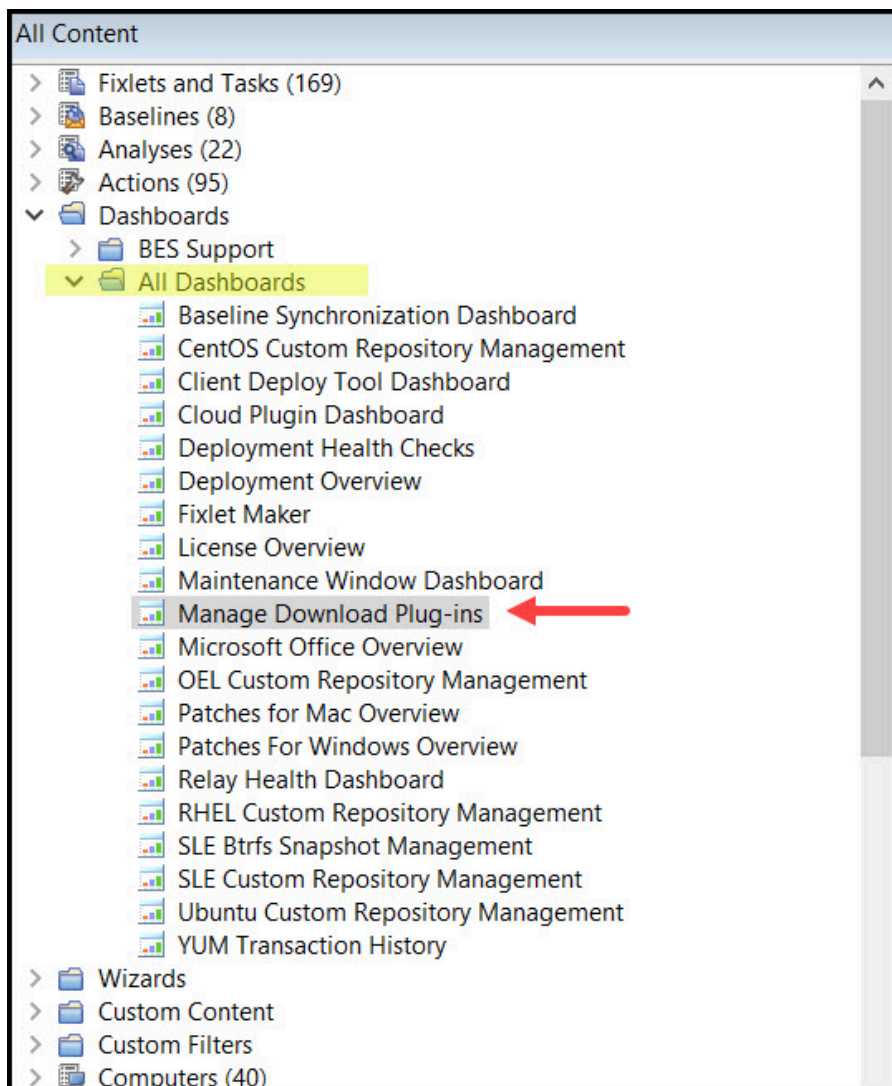 All Content
Fixlets and Tasks (169)
Baselines (8)
Analyses (22)
Actions (95)
Dashboards
BES Support
All Dashboards
Baseline Synchronization Dashboard
CentOS Custom Repository Management
Client Deploy Tool Dashboard
Cloud Plugin Dashboard
Deployment Health Checks
Deployment Overview
Fixlet Maker
License Overview
Maintenance Window Dashboard
Manage Download Plug-ins
Microsoft Office Overview
OEL Custom Repository Management
Patches for Mac Overview
Patches For Windows Overview
Relay Health Dashboard
RHEL Custom Repository Management
SLE Btrfs Snapshot Management
SLE Custom Repository Management
Ubuntu Custom Repository Management
YUM Transaction History
Wizards
Custom Content
Custom Filters
Computers (40)